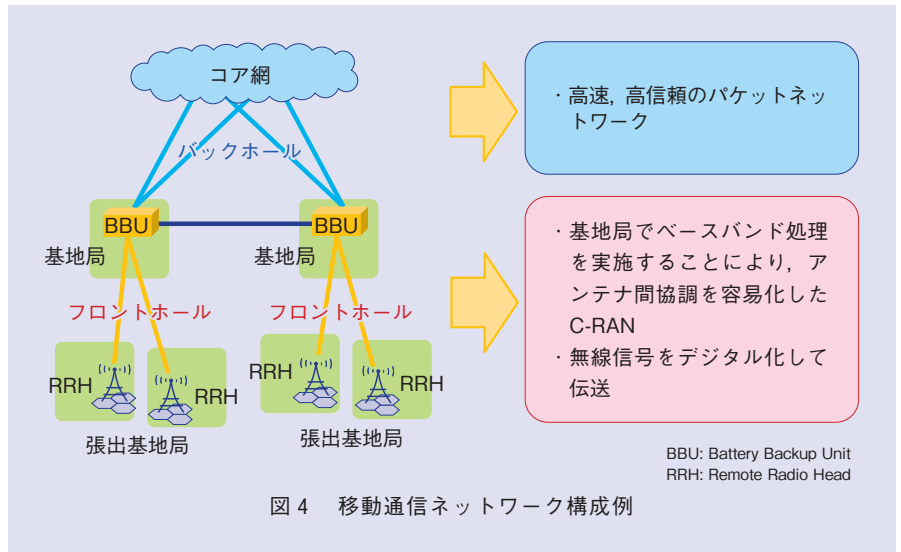 コア網
バックホール
BBU
BBU
基地局
基地局
フロントホール
フロントホール
RRH
RRH
RRH
RRH
張出基地局
張出基地局
・高速，高信頼のパケットネッ
トワーク
・基地局でベースバンド処理
を実施することにより，ア
ンテナ間協調を容易化した
C-RAN
・無線信号をデジタル化して
伝送
BBU: Battery Backup Unit
RRH: Remote Radio Head
図4 移動通信ネットワーク構成例